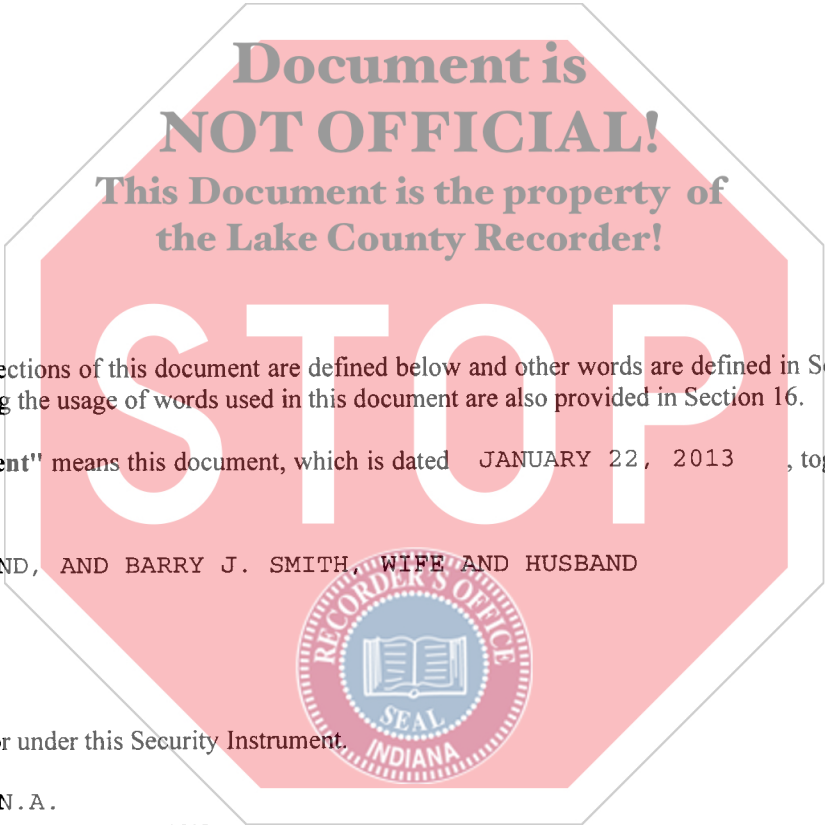 Document is
NOT OFFICIAL!
This Document is the property of
the Lake County Recorder!
STOP
ections of this document are defined below and other words are defined in S
g the usage of words used in this document are also provided in Section 16.
ent" means this document, which is dated JANUARY 22, 2013 , tog
ND, AND BARRY J. SMITH, WIFE AND HUSBAND
RECORDER'S OFFICE
SEAL
INDIANA
r under this Security Instrument.
N.A.